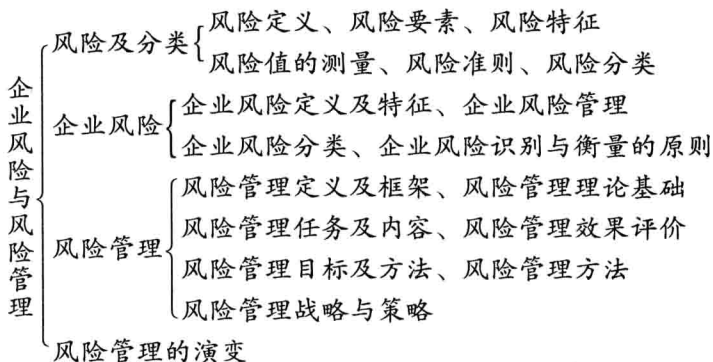 企业风险与风险管理
风险及分类
风险定义、风险要素、风险特征
风险值的测量、风险准则、风险分类
企业风险
企业风险定义及特征、企业风险管理
企业风险分类、企业风险识别与衡量的原则
风险管理
风险管理定义及框架、风险管理理论基础
风险管理任务及内容、风险管理效果评价
风险管理目标及方法、风险管理方法
风险管理战略与策略
风险管理的演变